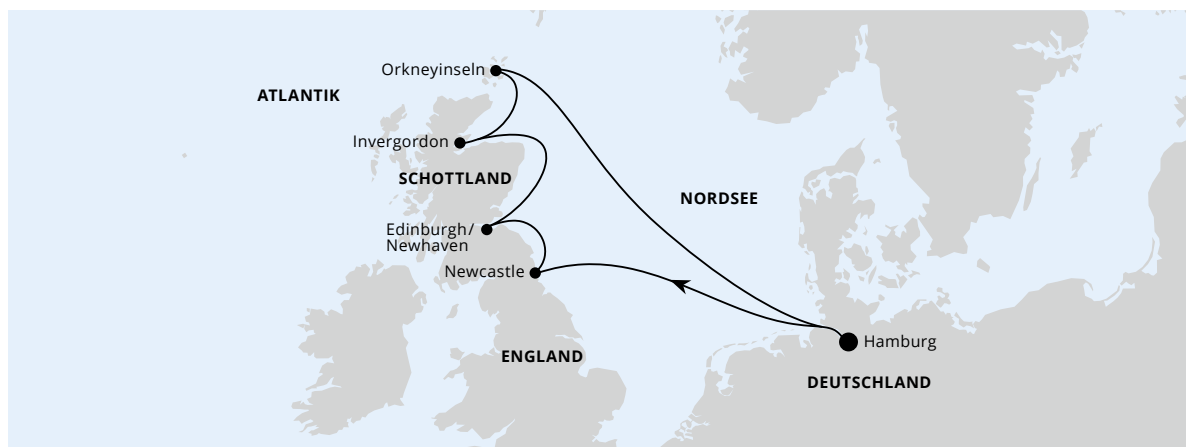 Orkneyinseln
ATLANTIK
Invergordon
SCHOTTLAND
NORDSEE
Edinburgh/
Newhaven
Newcastle
Hamburg
ENGLAND
DEUTSCHLAND